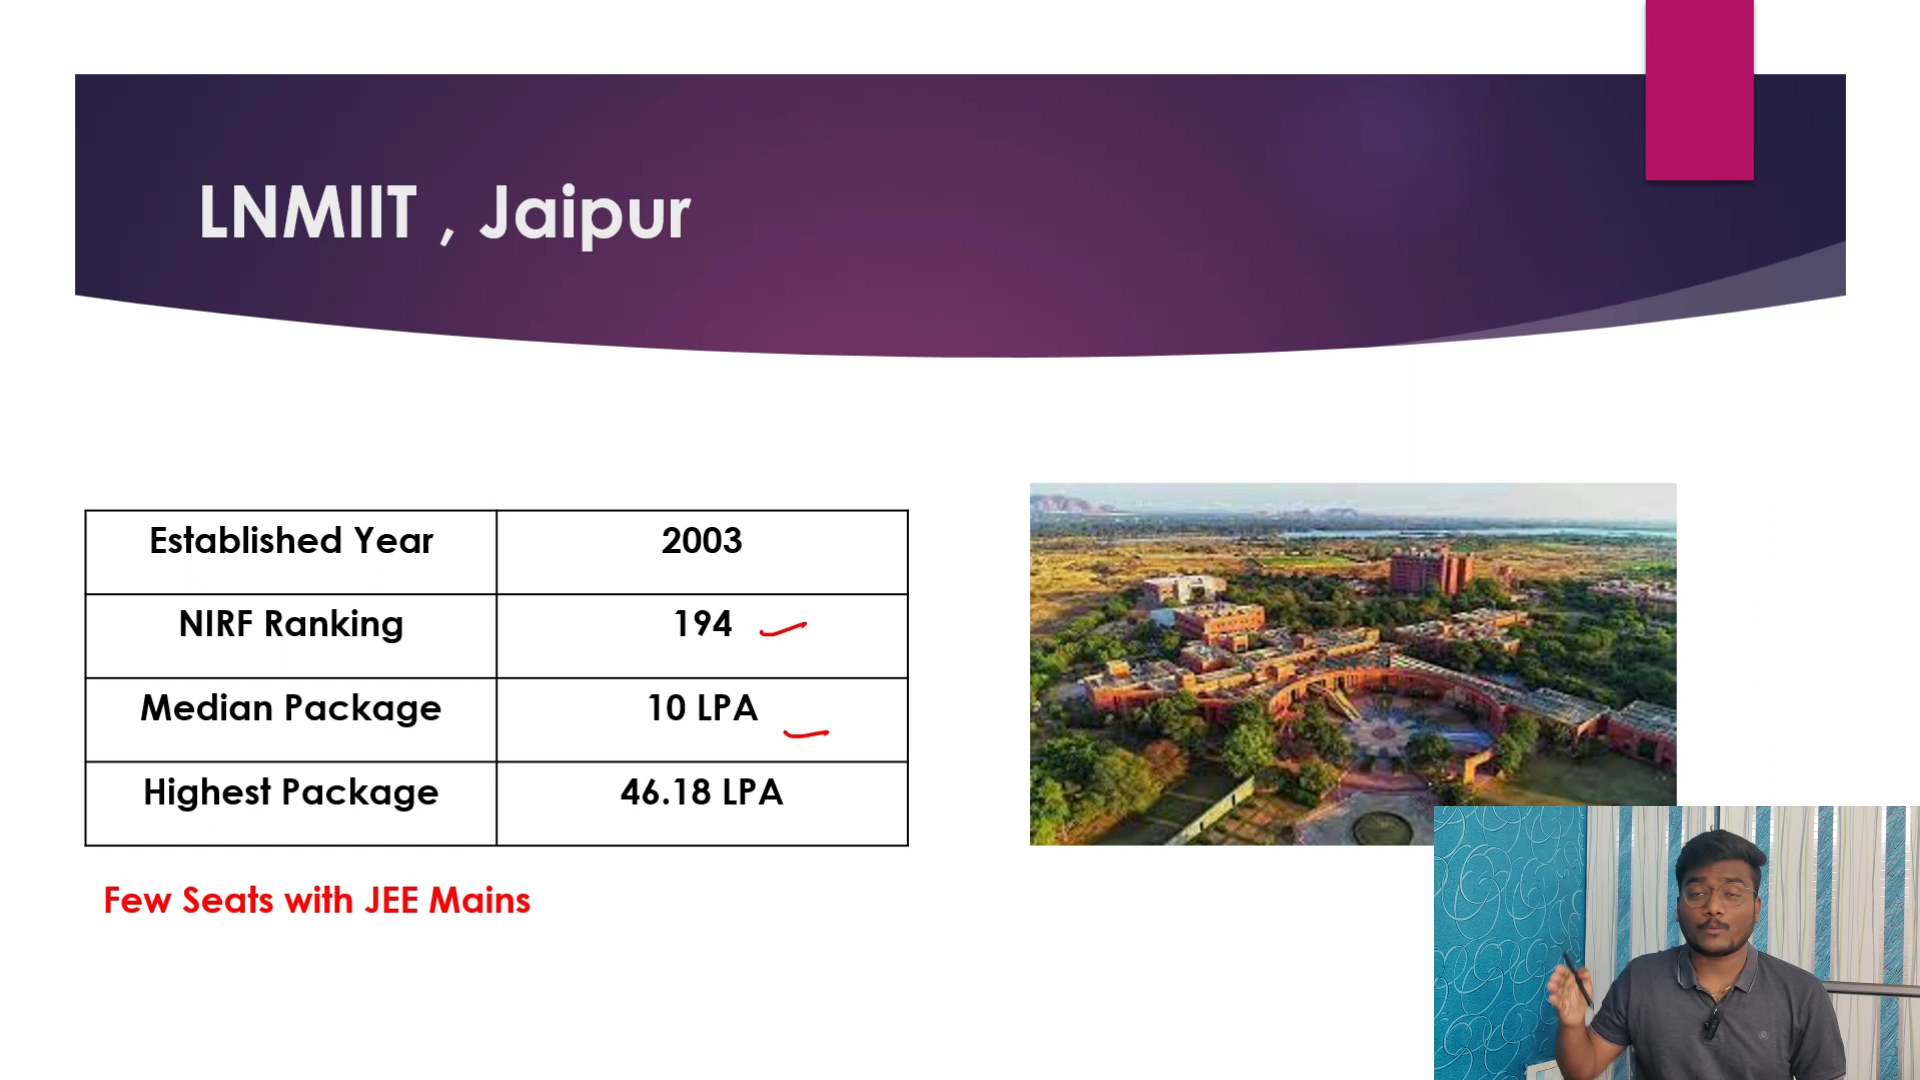 LNMIIT , Jaipur
Established Year 2003
NIRF Ranking 194
Median Package 10 LPA
Highest Package 46.18 LPA
Few Seats with JEE Mains